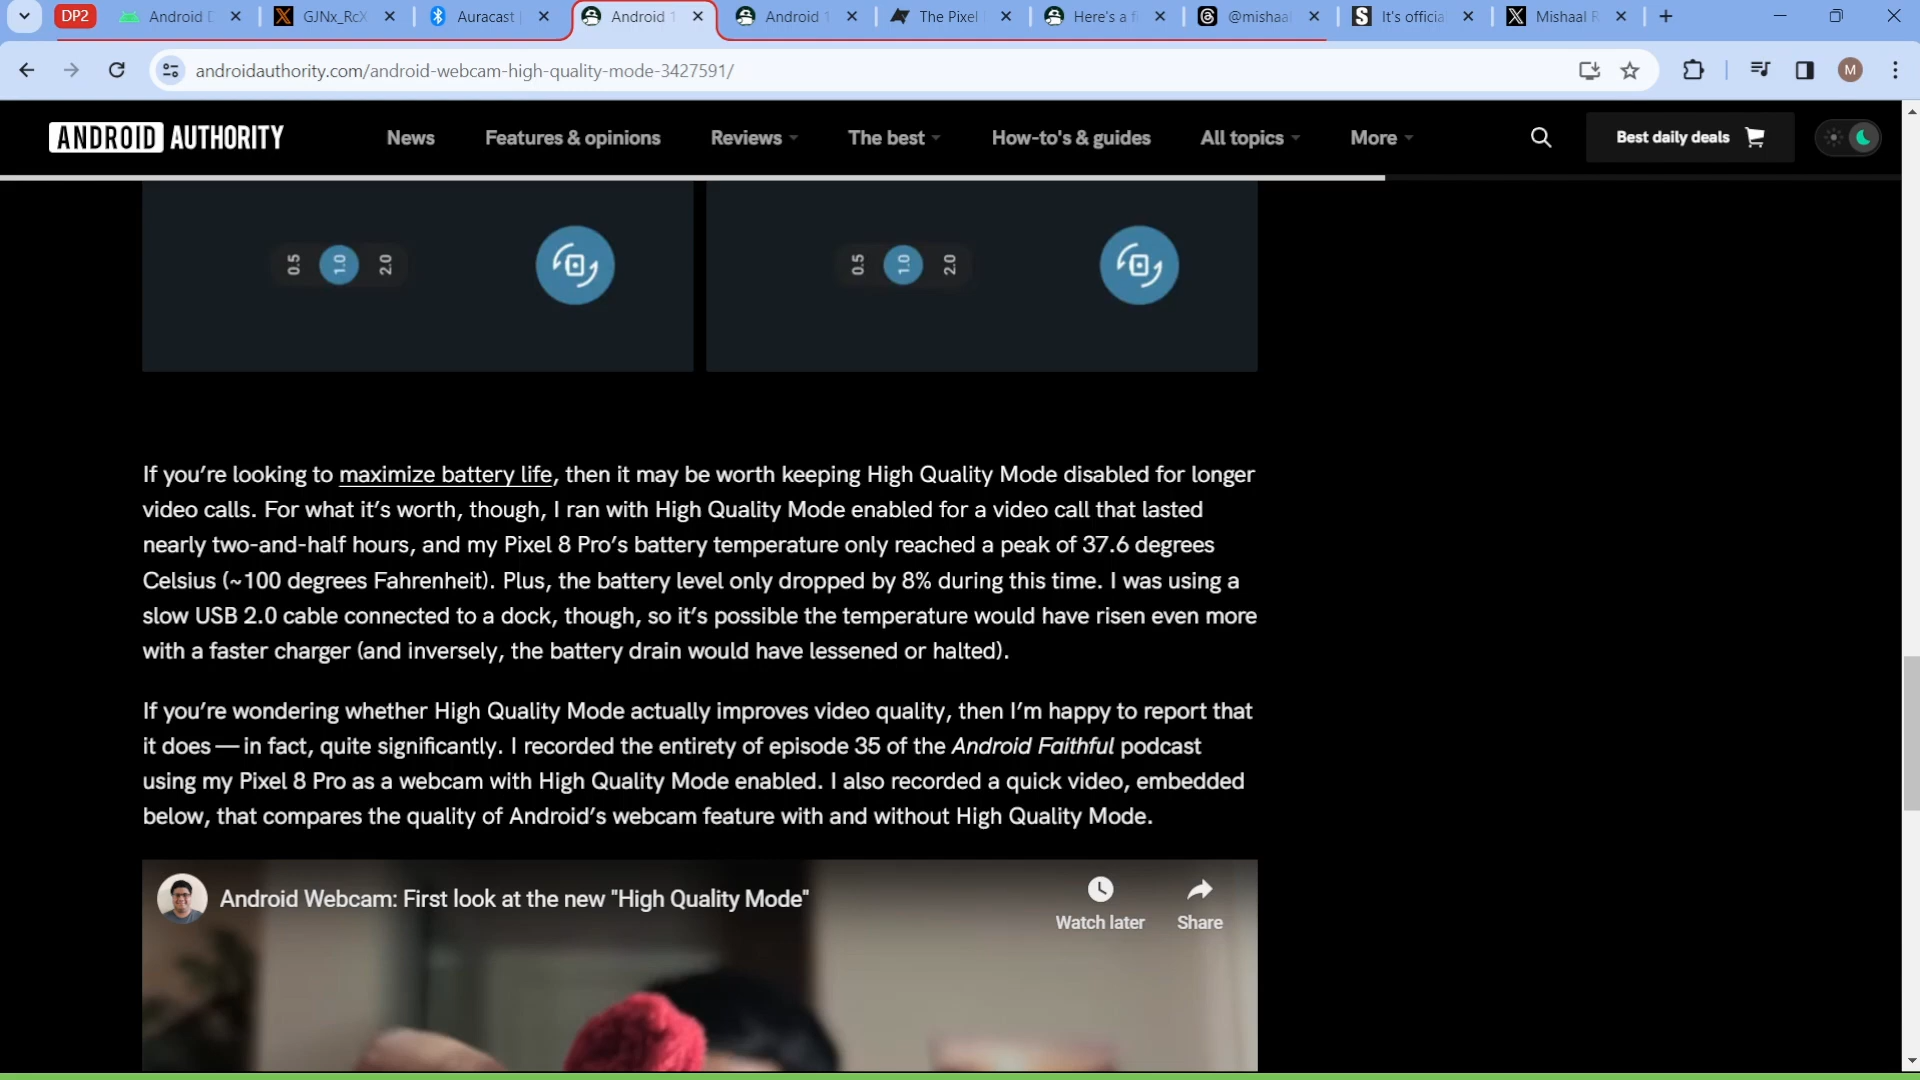 DP2
Android D
GJNx_RcX
Auracast
Android 1
Android 1
The Pixel
Here's a f
@mishaal
It's officia
Mishaal R
androidauthority.com/android-webcam-high-quality-mode-3427591/
M
ANDROID AUTHORITY
News
Features & opinions
Reviews
The best
How-to's & guides
All topics
More
Best daily deals
0.5
1.0
2.0
0.5
1.0
2.0
If you're looking to maximize battery life, then it may be worth keeping High Quality Mode disabled for longer
video calls. For what it's worth, though, I ran with High Quality Mode enabled for a video call that lasted
nearly two-and-half hours, and my Pixel 8 Pro's battery temperature only reached a peak of 37.6 degrees
Celsius (~100 degrees Fahrenheit). Plus, the battery level only dropped by 8% during this time. I was using a
slow USB 2.0 cable connected to a dock, though, so it's possible the temperature would have risen even more
with a faster charger (and inversely, the battery drain would have lessened or halted).
If you're wondering whether High Quality Mode actually improves video quality, then I'm happy to report that
it does — in fact, quite significantly. I recorded the entirety of episode 35 of the Android Faithful podcast
using my Pixel 8 Pro as a webcam with High Quality Mode enabled. I also recorded a quick video, embedded
below, that compares the quality of Android's webcam feature with and without High Quality Mode.
Android Webcam: First look at the new "High Quality Mode"
Watch later
Share